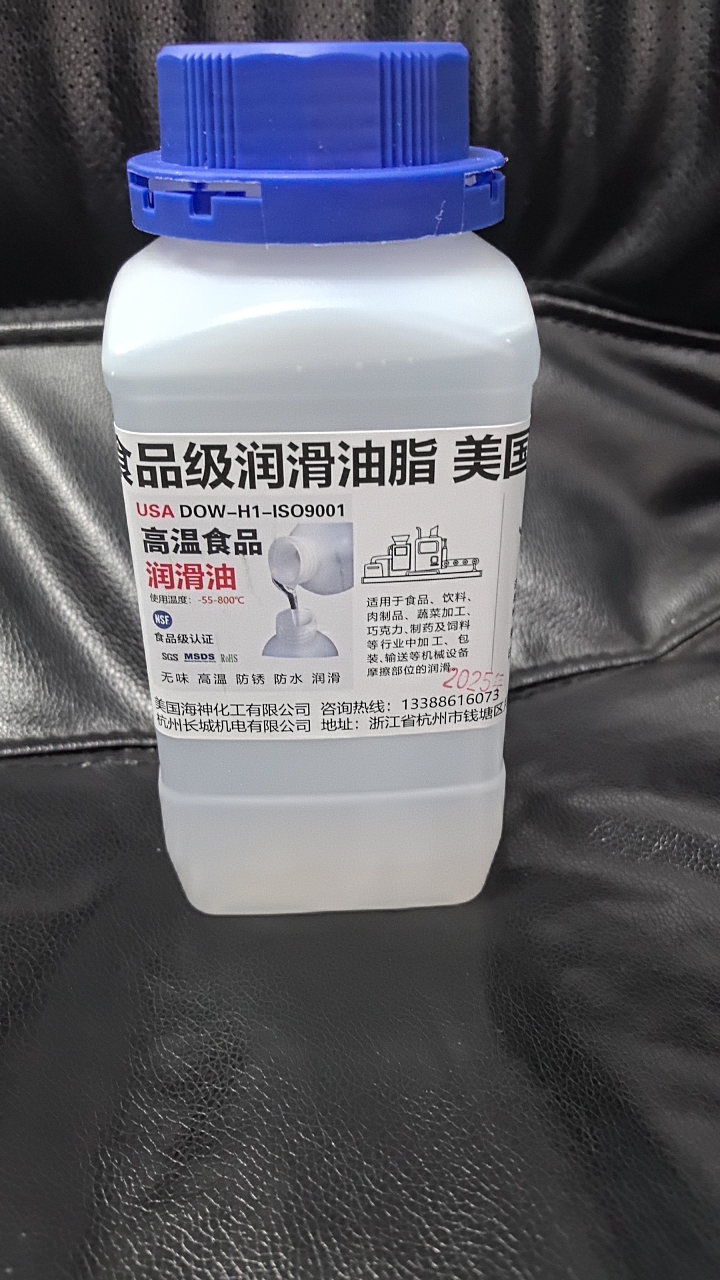 食品级润滑油脂 美国
USA DOW-H1-ISO9001
高温食品
润滑油
使用温度：-55-800℃
NSF
食品级认证
SGS MSDS RoHS
无味 高温 防锈 防水 润滑
适用于食品、饮料、
肉制品、蔬菜加工、
巧克力、制药及饲料
等行业中加工、包
装、输送等机械设备
摩擦部位的润滑。
2025
美国海神化工有限公司 咨询热线：13388616073
杭州长城机电有限公司 地址：浙江省杭州市钱塘区